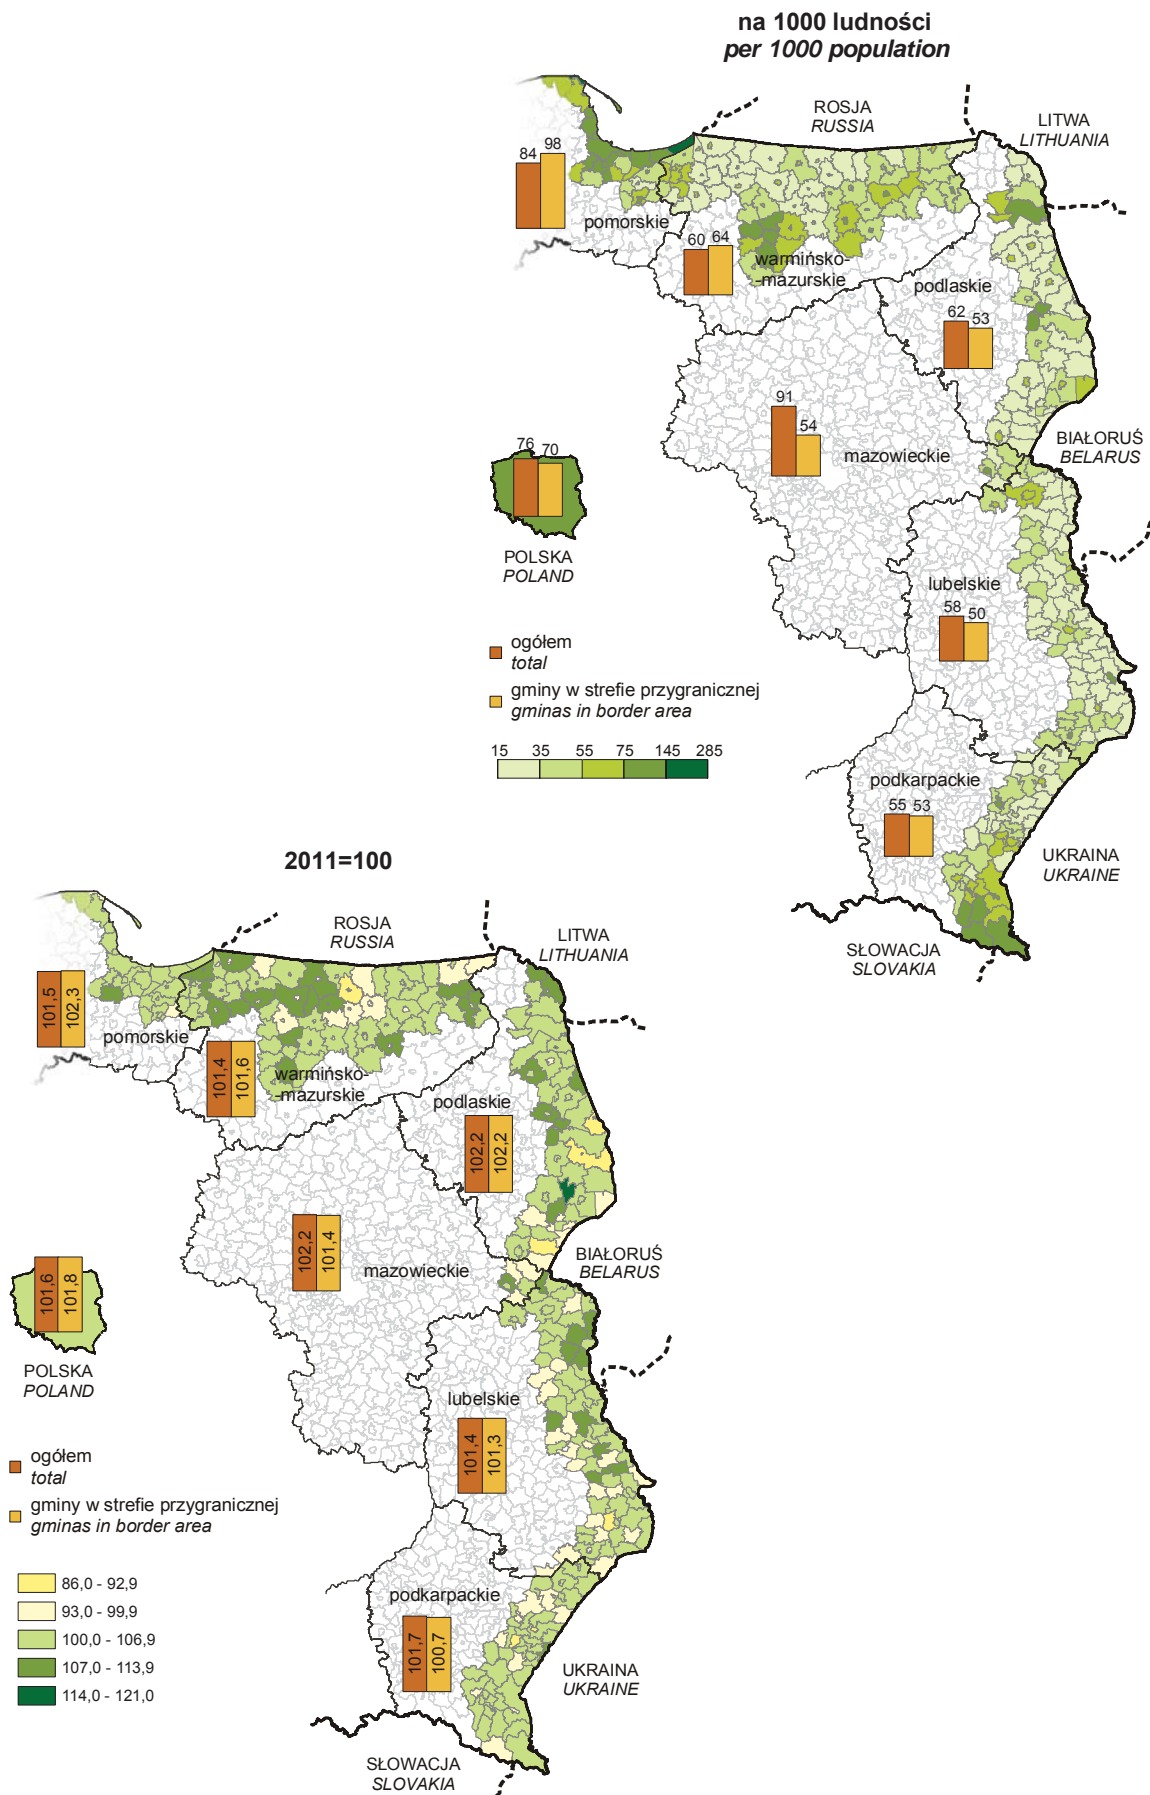 na 1000 ludności
per 1000 population
ROSJA
RUSSIA
LITWA
LITHUANIA
84
98
pomorskie
60
64
warmińsko-
-mazurskie
podlaskie
62
53
91
54
mazowieckie
BIAŁORUŚ
BELARUS
76
70
POLSKA
POLAND
lubelskie
58
50
ogółem
total
gminy w strefie przygranicznej
gminas in border area
15 35 55 75 145 285
podkarpackie
55
53
UKRAINA
UKRAINE
SŁOWACJA
SLOVAKIA
2011=100
ROSJA
RUSSIA
LITWA
LITHUANIA
101,5
102,3
pomorskie
101,4
101,6
warmińsko-
-mazurskie
podlaskie
102,2
102,2
102,2
101,4
mazowieckie
BIAŁORUŚ
BELARUS
101,6
101,8
POLSKA
POLAND
lubelskie
101,4
101,3
ogółem
total
gminy w strefie przygranicznej
gminas in border area
86,0 - 92,9
93,0 - 99,9
100,0 - 106,9
107,0 - 113,9
114,0 - 121,0
podkarpackie
101,7
100,7
UKRAINA
UKRAINE
SŁOWACJA
SLOVAKIA